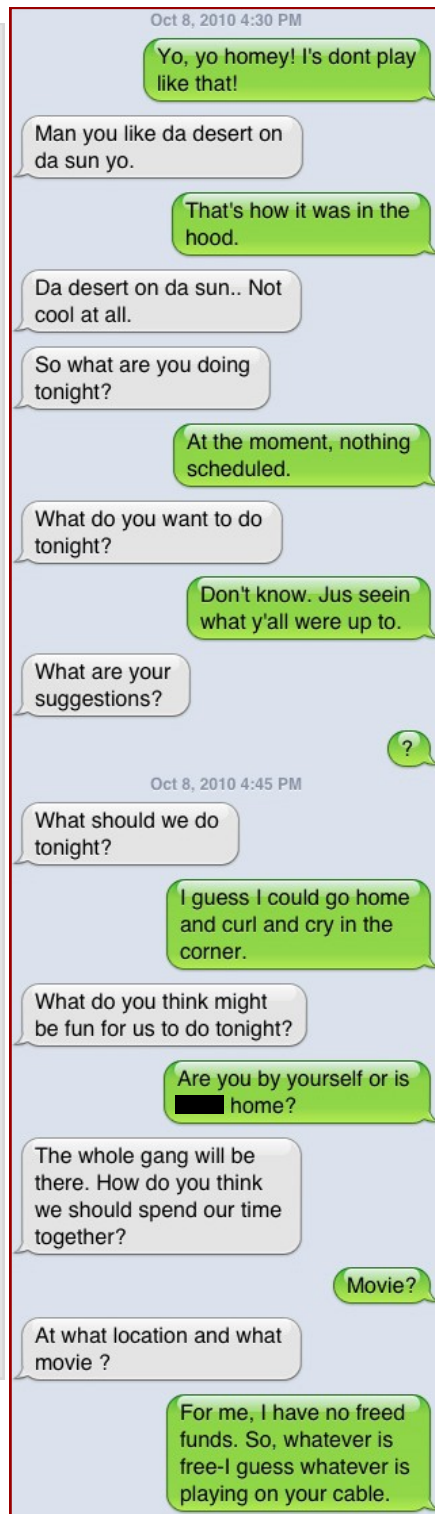 Oct 8, 2010 4:30 PM
Yo, yo homey! I's dont play
like that!
Man you like da desert on
da sun yo.
That's how it was in the
hood.
Da desert on da sun.. Not
cool at all.
So what are you doing
tonight?
At the moment, nothing
scheduled.
What do you want to do
tonight?
Don't know. Jus seein
what y'all were up to.
What are your
suggestions?
?
Oct 8, 2010 4:45 PM
What should we do
tonight?
I guess I could go home
and curl and cry in the
corner.
What do you think might
be fun for us to do tonight?
Are you by yourself or is
home?
The whole gang will be
there. How do you think
we should spend our time
together?
Movie?
At what location and what
movie ?
For me, I have no freed
funds. So, whatever is
free-I guess whatever is
playing on your cable.